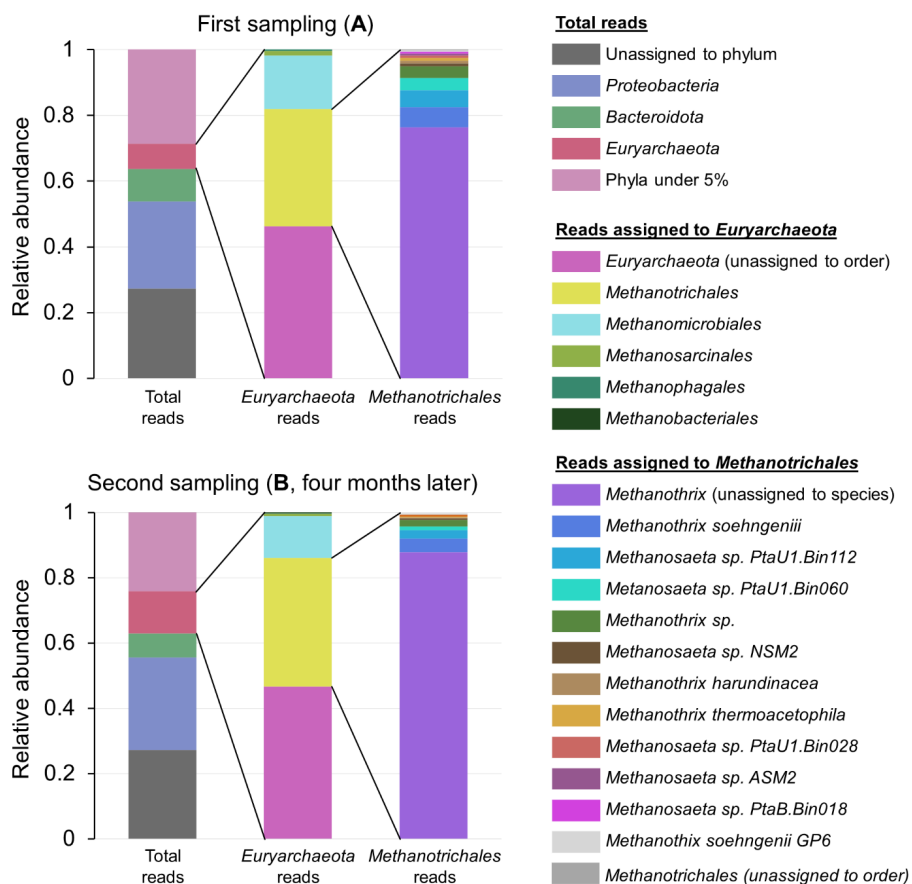 First sampling (A)
Relative abundance
1
0.8
0.6
0.4
0.2
0
Total
reads
Euryarchaeota
reads
Methanotrichales
reads
Second sampling (B, four months later)
Relative abundance
1
0.8
0.6
0.4
0.2
0
Total
reads
Euryarchaeota
reads
Methanotrichales
reads
Total reads
Unassigned to phylum
Proteobacteria
Bacteroidota
Euryarchaeota
Phyla under 5%
Reads assigned to Euryarchaeota
Euryarchaeota (unassigned to order)
Methanotrichales
Methanomicrobiales
Methanosarcinales
Methanophagales
Methanobacteriales
Reads assigned to Methanotrichales
Methanothrix (unassigned to species)
Methanothrix soehngeniii
Methanosaeta sp. PtaU1.Bin112
Metanosaeta sp. PtaU1.Bin060
Methanothrix sp.
Methanosaeta sp. NSM2
Methanothrix harundinacea
Methanothrix thermoacetophila
Methanosaeta sp. PtaU1.Bin028
Methanosaeta sp. ASM2
Methanosaeta sp. PtaB.Bin018
Methanothix soehngenii GP6
Methanotrichales (unassigned to order)